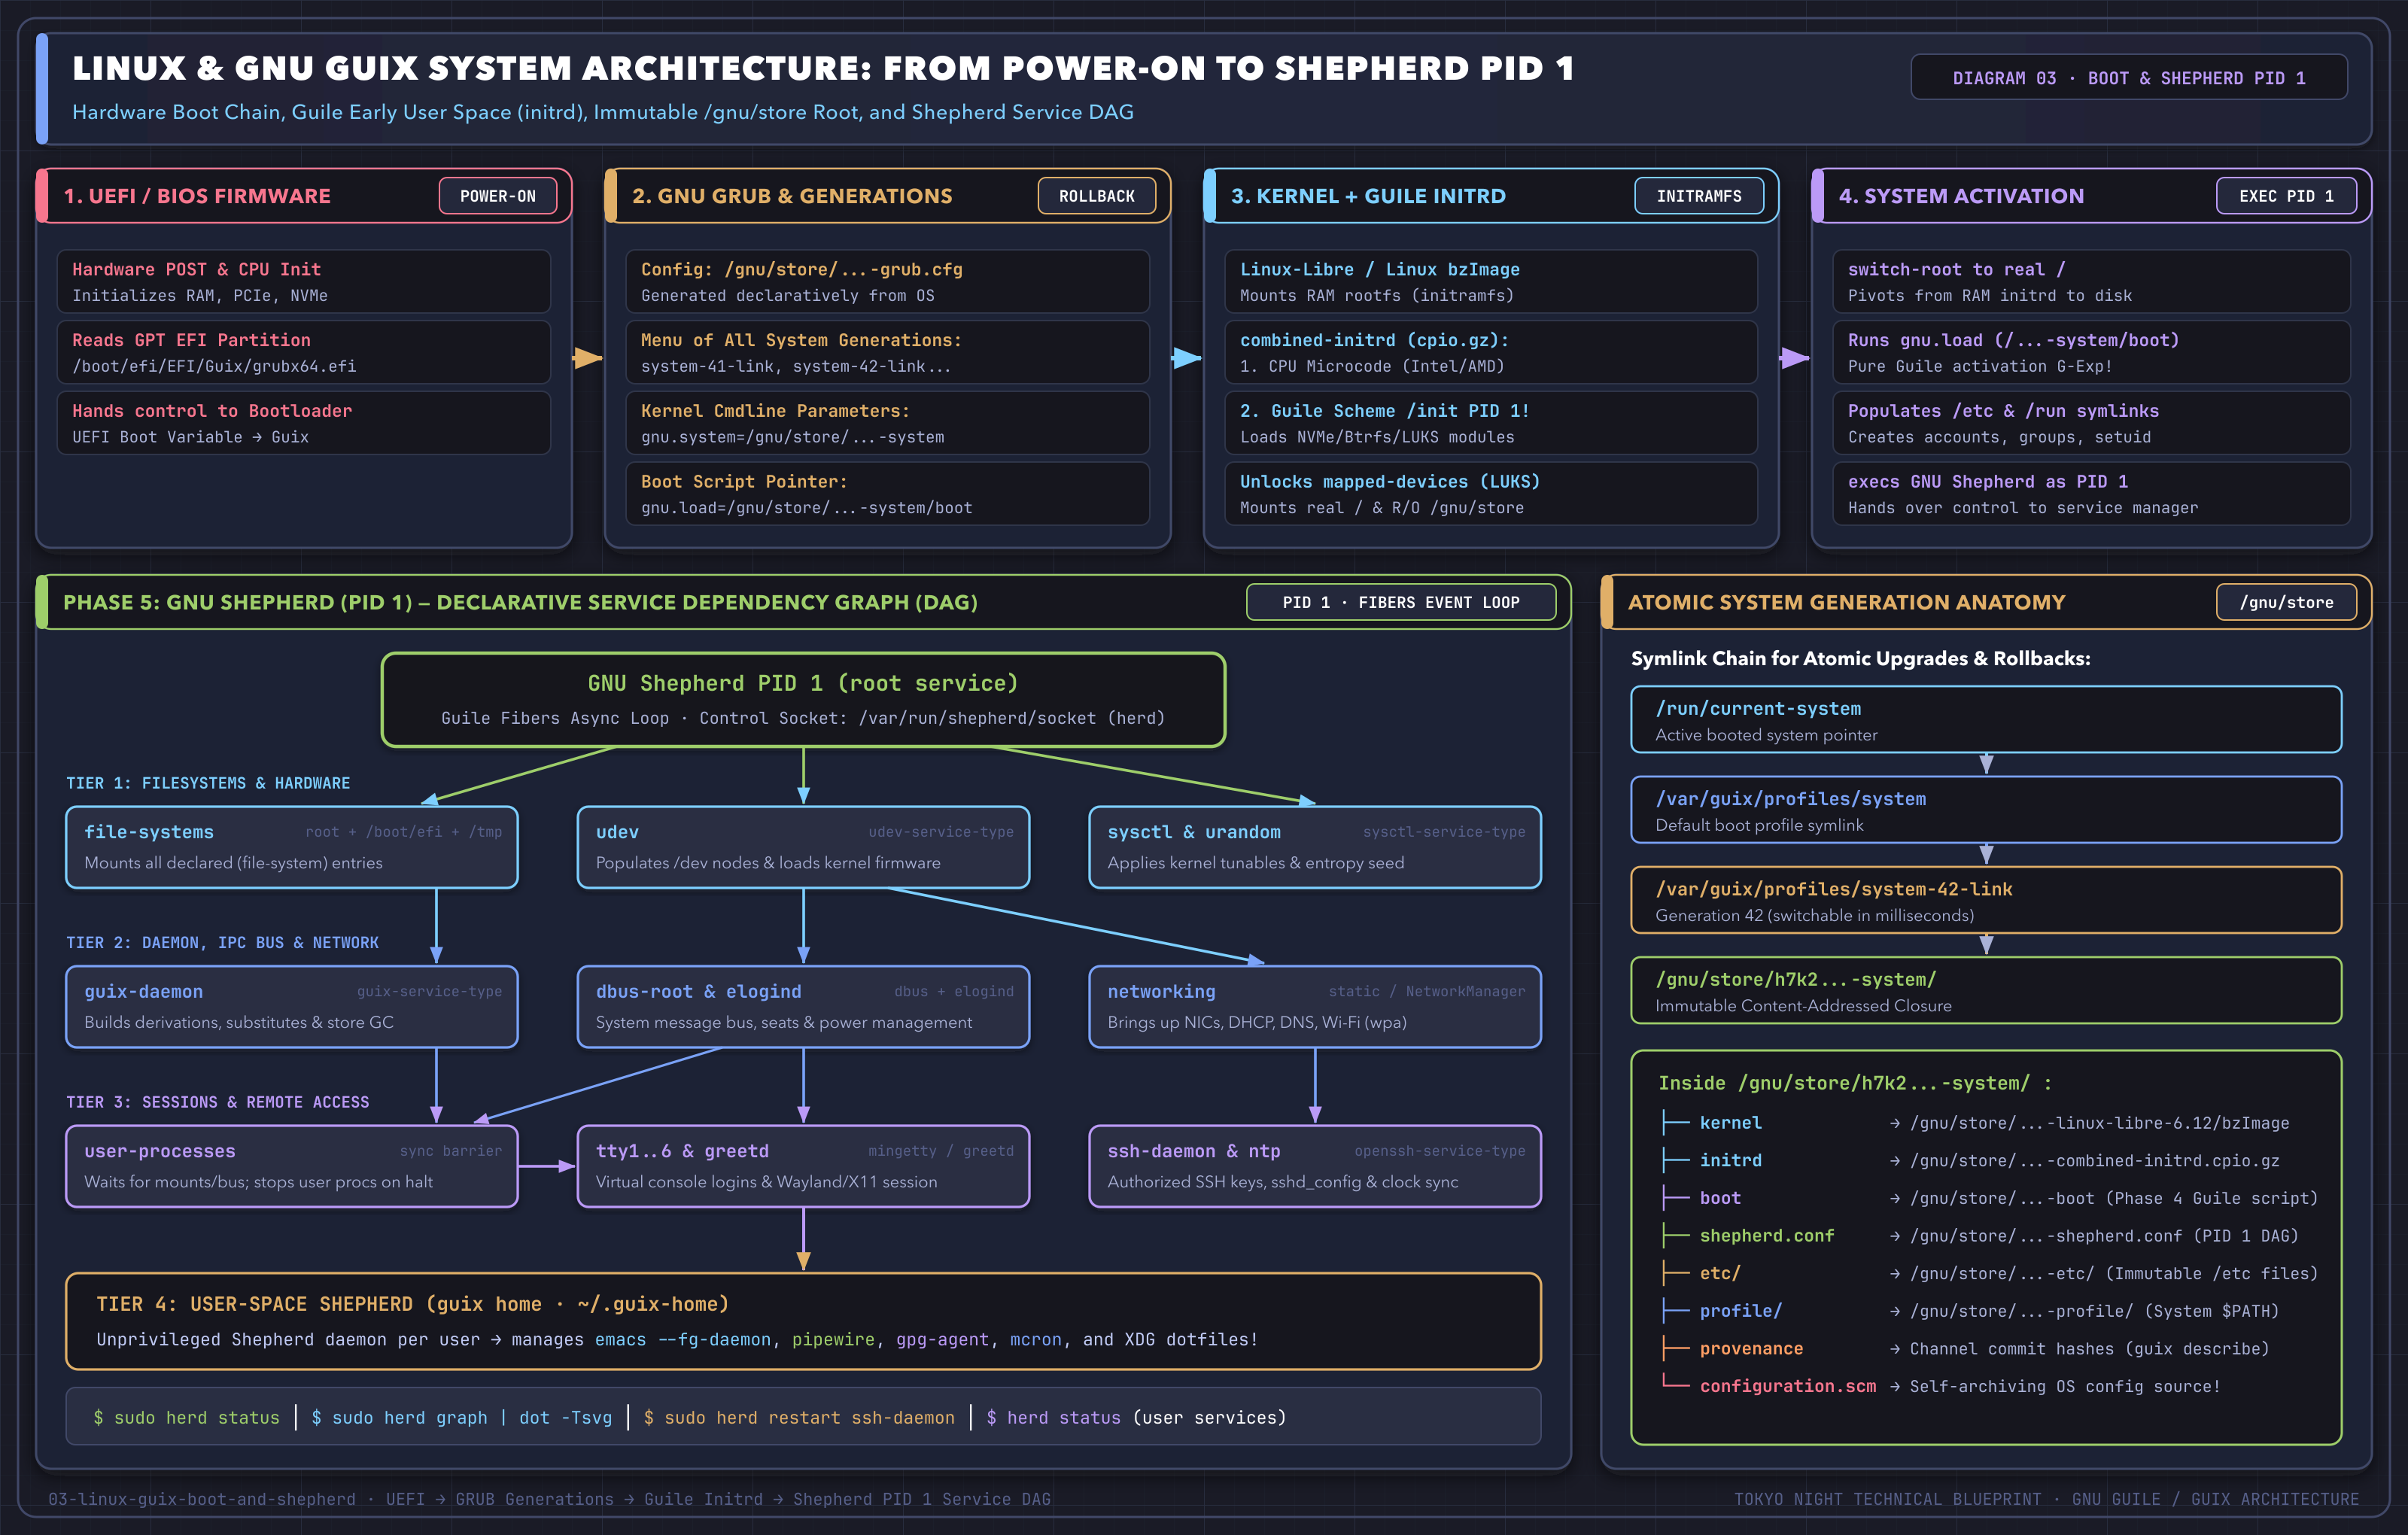 LINUX & GNU GUIX SYSTEM ARCHITECTURE: FROM POWER-ON TO SHEPHERD PID 1
Hardware Boot Chain, Guile Early User Space (initrd), Immutable /gnu/store Root, and Shepherd Service DAG
DIAGRAM 03 · BOOT & SHEPHERD PID 1
1. UEFI / BIOS FIRMWARE
POWER-ON
Hardware POST & CPU Init
Initializes RAM, PCIe, NVMe
Reads GPT EFI Partition
/boot/efi/EFI/Guix/grubx64.efi
Hands control to Bootloader
UEFI Boot Variable → Guix
2. GNU GRUB & GENERATIONS
ROLLBACK
Config: /gnu/store/...-grub.cfg
Generated declaratively from OS
Menu of All System Generations:
system-41-link, system-42-link...
Kernel Cmdline Parameters:
gnu.system=/gnu/store/...-system
Boot Script Pointer:
gnu.load=/gnu/store/...-system/boot
3. KERNEL + GUILE INITRD
INITRAMFS
Linux-Libre / Linux bzImage
Mounts RAM rootfs (initramfs)
combined-initrd (cpio.gz):
1. CPU Microcode (Intel/AMD)
2. Guile Scheme /init PID 1!
Loads NVMe/Btrfs/LUKS modules
Unlocks mapped-devices (LUKS)
Mounts real / & R/O /gnu/store
4. SYSTEM ACTIVATION
EXEC PID 1
switch-root to real /
Pivots from RAM initrd to disk
Runs gnu.load (/...-system/boot)
Pure Guile activation G-Exp!
Populates /etc & /run symlinks
Creates accounts, groups, setuid
execs GNU Shepherd as PID 1
Hands over control to service manager
PHASE 5: GNU SHEPHERD (PID 1) — DECLARATIVE SERVICE DEPENDENCY GRAPH (DAG)
PID 1 · FIBERS EVENT LOOP
GNU Shepherd PID 1 (root service)
Guile Fibers Async Loop · Control Socket: /var/run/shepherd/socket (herd)
TIER 1: FILESYSTEMS & HARDWARE
file-systems
root + /boot/efi + /tmp
Mounts all declared (file-system) entries
udev
udev-service-type
Populates /dev nodes & loads kernel firmware
sysctl & urandom
sysctl-service-type
Applies kernel tunables & entropy seed
TIER 2: DAEMON, IPC BUS & NETWORK
guix-daemon
guix-service-type
Builds derivations, substitutes & store GC
dbus-root & elogind
dbus + elogind
System message bus, seats & power management
networking
static / NetworkManager
Brings up NICs, DHCP, DNS, Wi-Fi (wpa)
TIER 3: SESSIONS & REMOTE ACCESS
user-processes
sync barrier
Waits for mounts/bus; stops user procs on halt
tty1..6 & greetd
mingetty / greetd
Virtual console logins & Wayland/X11 session
ssh-daemon & ntp
openssh-service-type
Authorized SSH keys, sshd_config & clock sync
TIER 4: USER-SPACE SHEPHERD (guix home · ~/.guix-home)
Unprivileged Shepherd daemon per user → manages emacs --fg-daemon, pipewire, gpg-agent, mcron, and XDG dotfiles!
$ sudo herd status | $ sudo herd graph | dot -Tsvg | $ sudo herd restart ssh-daemon | $ herd status (user services)
ATOMIC SYSTEM GENERATION ANATOMY
/gnu/store
Symlink Chain for Atomic Upgrades & Rollbacks:
/run/current-system
Active booted system pointer
/var/guix/profiles/system
Default boot profile symlink
/var/guix/profiles/system-42-link
Generation 42 (switchable in milliseconds)
/gnu/store/h7k2...-system/
Immutable Content-Addressed Closure
Inside /gnu/store/h7k2...-system/ :
├── kernel → /gnu/store/...-linux-libre-6.12/bzImage
├── initrd → /gnu/store/...-combined-initrd.cpio.gz
├── boot → /gnu/store/...-boot (Phase 4 Guile script)
├── shepherd.conf → /gnu/store/...-shepherd.conf (PID 1 DAG)
├── etc/ → /gnu/store/...-etc/ (Immutable /etc files)
├── profile/ → /gnu/store/...-profile/ (System $PATH)
├── provenance → Channel commit hashes (guix describe)
└── configuration.scm → Self-archiving OS config source!
03-linux-guix-boot-and-shepherd · UEFI → GRUB Generations → Guile Initrd → Shepherd PID 1 Service DAG
TOKYO NIGHT TECHNICAL BLUEPRINT · GNU GUILE / GUIX ARCHITECTURE